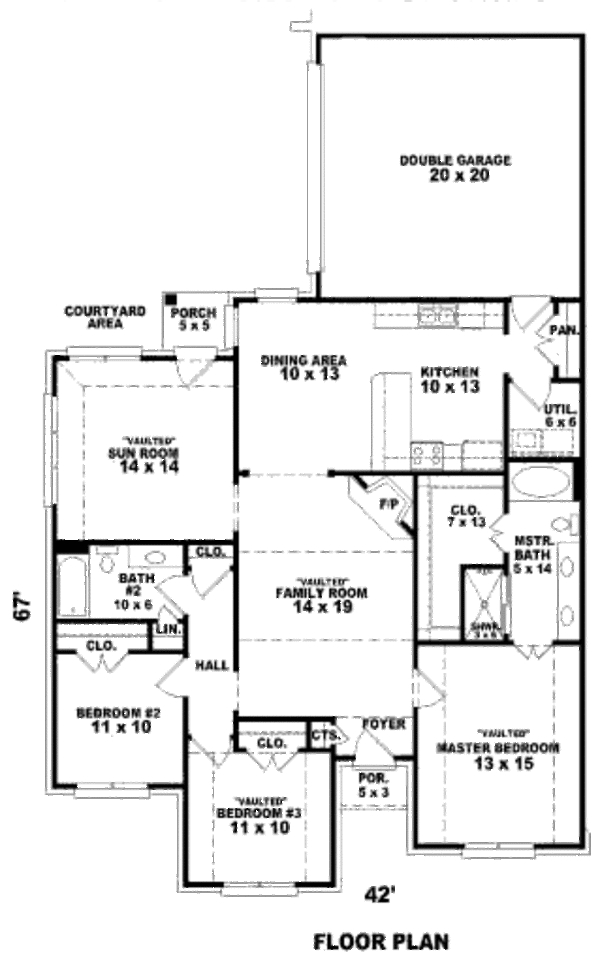 DOUBLE GARAGE
20 x 20
COURTYARD
AREA
PORCH
5 x 5
PAN.
DINING AREA
10 x 13
KITCHEN
10 x 13
UTIL.
6 x 6
"VAULTED"
SUN ROOM
14 x 14
F/P
CLO.
7 x 13
MSTR.
BATH
5 x 14
CLO.
BATH
#2
10 x 6
"VAULTED"
FAMILY ROOM
14 x 19
SHWR.
67'
LIN.
CLO.
HALL
BEDROOM #2
11 x 10
CLO.
CTS.
FOYER
"VAULTED"
MASTER BEDROOM
13 x 15
POR.
5 x 3
"VAULTED"
BEDROOM #3
11 x 10
42'
FLOOR PLAN